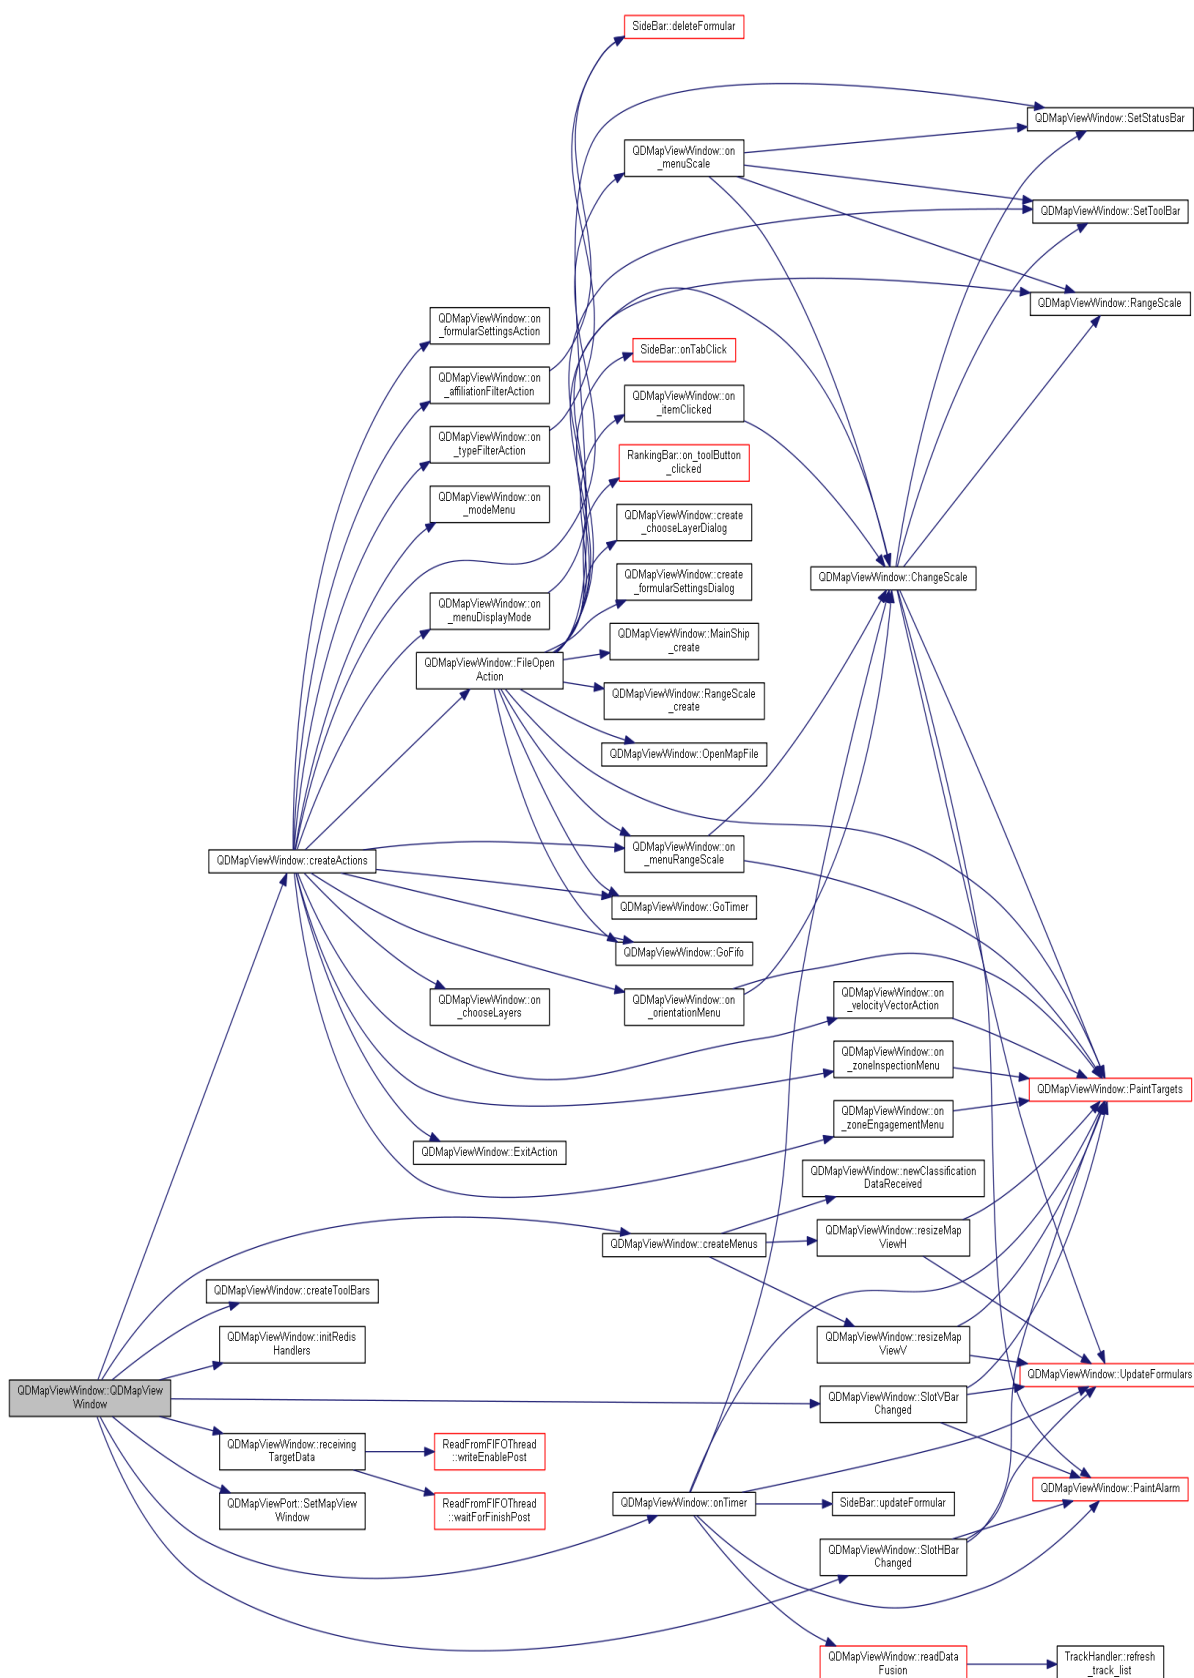 SideBar::deleteFormular
QDMapViewWindow::SetStatusBar
QDMapViewWindow::on
_menuScale
QDMapViewWindow::SetToolBar
QDMapViewWindow::RangeScale
QDMapViewWindow::on
_formularSettingsAction
SideBar::onTabClick
QDMapViewWindow::on
_affiliationFilterAction
QDMapViewWindow::on
_itemClicked
QDMapViewWindow::on
_typeFilterAction
RankingBar::on_toolButton
_clicked
QDMapViewWindow::on
_modeMenu
QDMapViewWindow::create
_chooseLayerDialog
QDMapViewWindow::create
_formularSettingsDialog
QDMapViewWindow::ChangeScale
QDMapViewWindow::on
_menuDisplayMode
QDMapViewWindow::MainShip
_create
QDMapViewWindow::FileOpen
Action
QDMapViewWindow::RangeScale
_create
QDMapViewWindow::OpenMapFile
QDMapViewWindow::createActions
QDMapViewWindow::on
_menuRangeScale
QDMapViewWindow::GoTimer
QDMapViewWindow::GoFifo
QDMapViewWindow::on
_chooseLayers
QDMapViewWindow::on
_orientationMenu
QDMapViewWindow::on
_velocityVectorAction
QDMapViewWindow::on
_zoneInspectionMenu
QDMapViewWindow::PaintTargets
QDMapViewWindow::on
_zoneEngagementMenu
QDMapViewWindow::ExitAction
QDMapViewWindow::newClassification
DataReceived
QDMapViewWindow::createMenus
QDMapViewWindow::resizeMap
ViewH
QDMapViewWindow::createToolBars
QDMapViewWindow::initRedis
Handlers
QDMapViewWindow::resizeMap
ViewV
QDMapViewWindow::UpdateFormulars
QDMapViewWindow::QDMapView
Window
QDMapViewWindow::SlotVBar
Changed
QDMapViewWindow::receiving
TargetData
ReadFromFIFOThread
::writeEnablePost
QDMapViewWindow::PaintAlarm
QDMapViewPort::SetMapView
Window
ReadFromFIFOThread
::waitForFinishPost
QDMapViewWindow::onTimer
SideBar::updateFormular
QDMapViewWindow::SlotHBar
Changed
QDMapViewWindow::readData
Fusion
TrackHandler::refresh
_track_list